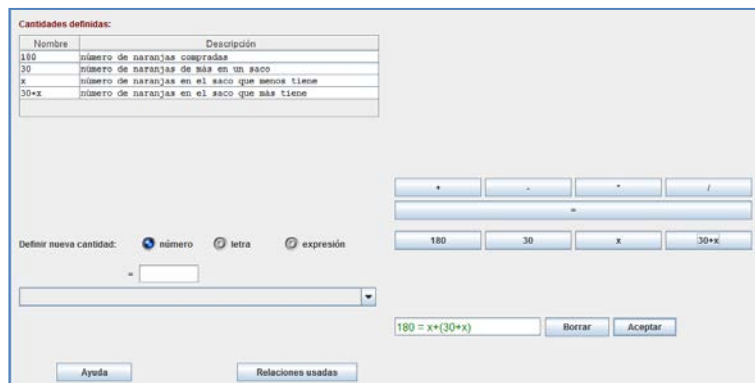 Cantidades definidas:
Nombre Descripción
180 número de naranjas compradas
30 número de naranjas de más en un saco
x número de naranjas en el saco que menos tiene
30+x número de naranjas en el saco que más tiene
+ - * /
=
Definir nueva cantidad: número letra expresión
180 30 x 30+x
=
180 = x+(30+x) Borrar Aceptar
Ayuda Relaciones usadas